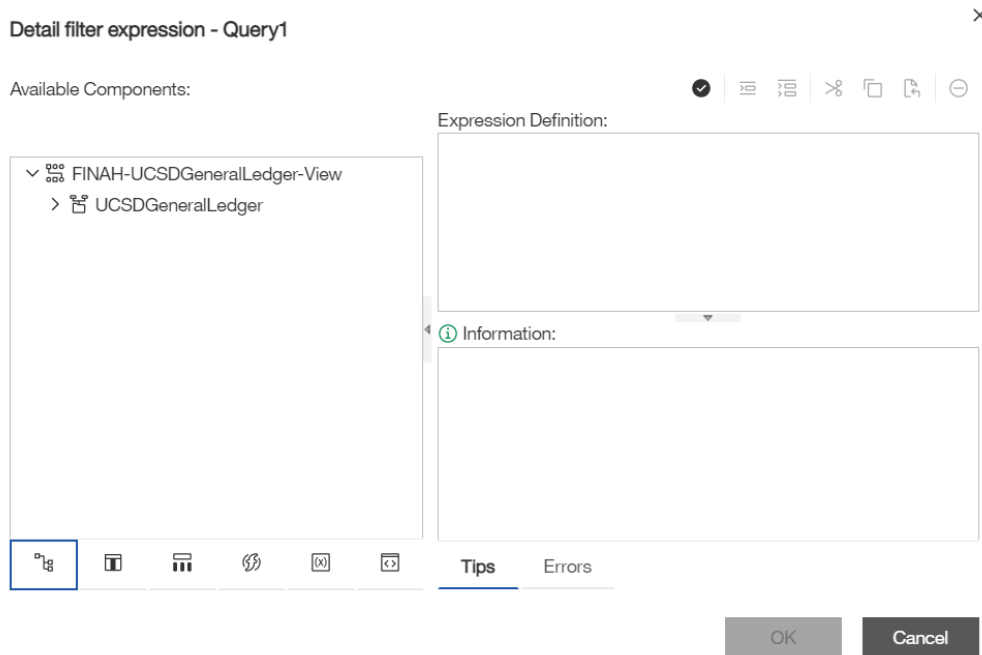 Detail filter expression - Query1
Available Components:
Expression Definition:
FINAH-UCSDGeneralLedger-View
UCSDGeneralLedger
Information:
Tips
Errors
OK
Cancel